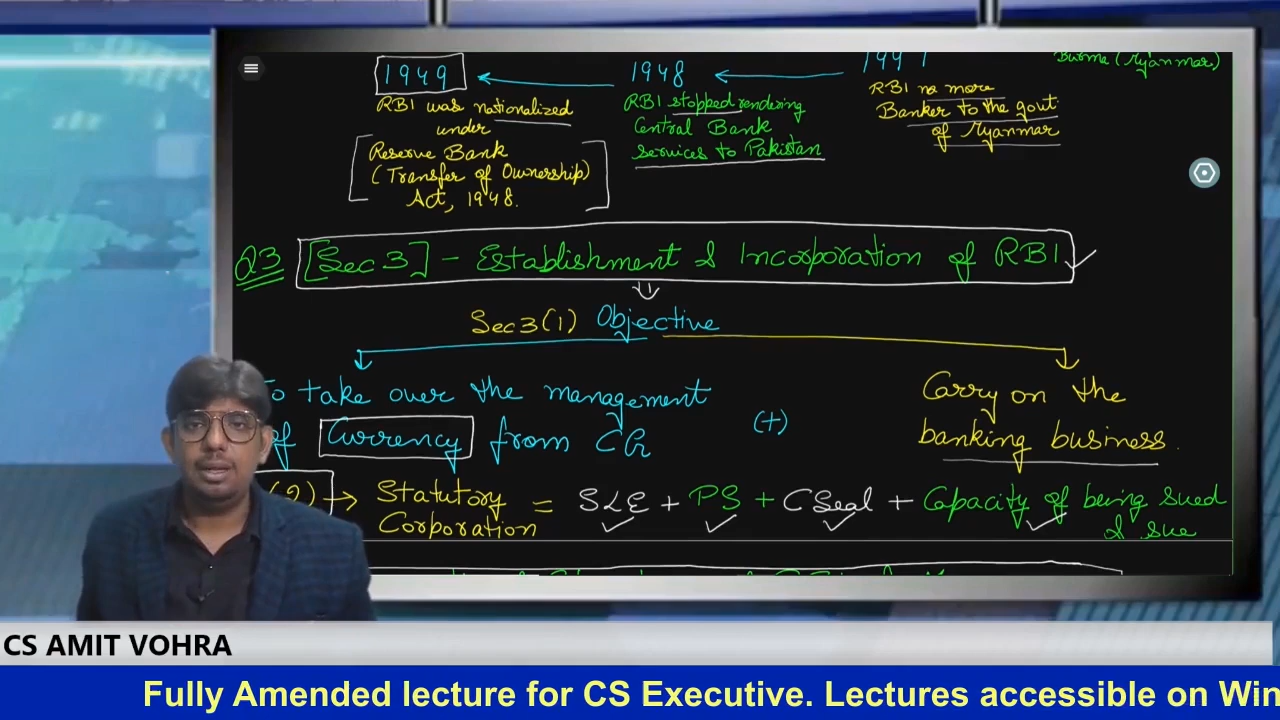 1949
1948
Burma (Myanmar)
RBI was nationalized
under
Reserve Bank
(Transfer of Ownership)
Act, 1948.
RBI stopped rendering
Central Bank
services to Pakistan
RBI no more
Banker to the govt
of Myanmar
Q3 [Sec 3] - Establishment & Incorporation of RBI
Sec 3(1) Objective
To take over the management
of Currency from CG
(+)
Carry on the
banking business.
(2) → Statutory Corporation = SLE + PS + CSeal + Capacity of being sued & sue
CS AMIT VOHRA
Fully Amended lecture for CS Executive. Lectures accessible on Win